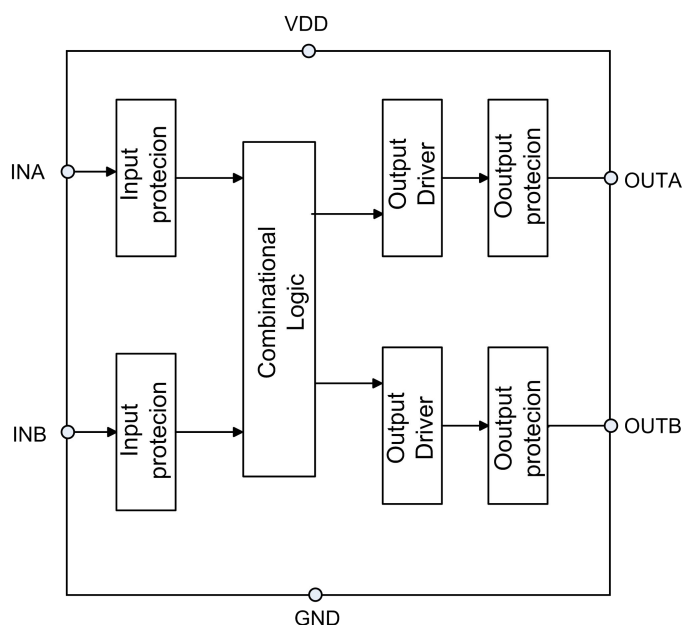 VDD
INA
Input
protecion
Combinational
Logic
Output
Driver
Ooutput
protecion
OUTA
INB
Input
protecion
Output
Driver
Ooutput
protecion
OUTB
GND